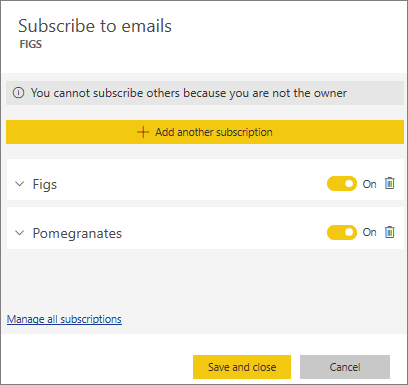 Subscribe to emails
FIGS
You cannot subscribe others because you are not the owner
Add another subscription
Figs On
Pomegranates On
Manage all subscriptions
Save and close Cancel